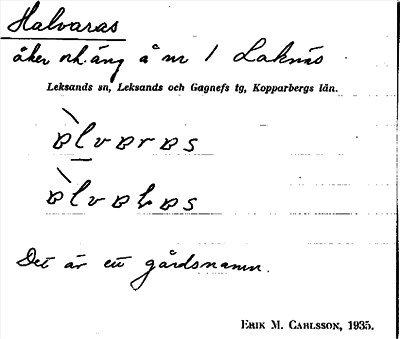 Halvaras
åker och äng å nr 1 Laknäs
Leksands sn, Leksands och Gagnefs tg, Kopparbergs län.
Det är ett gårdsnamn.
ERIK M. CARLSSON, 1935.